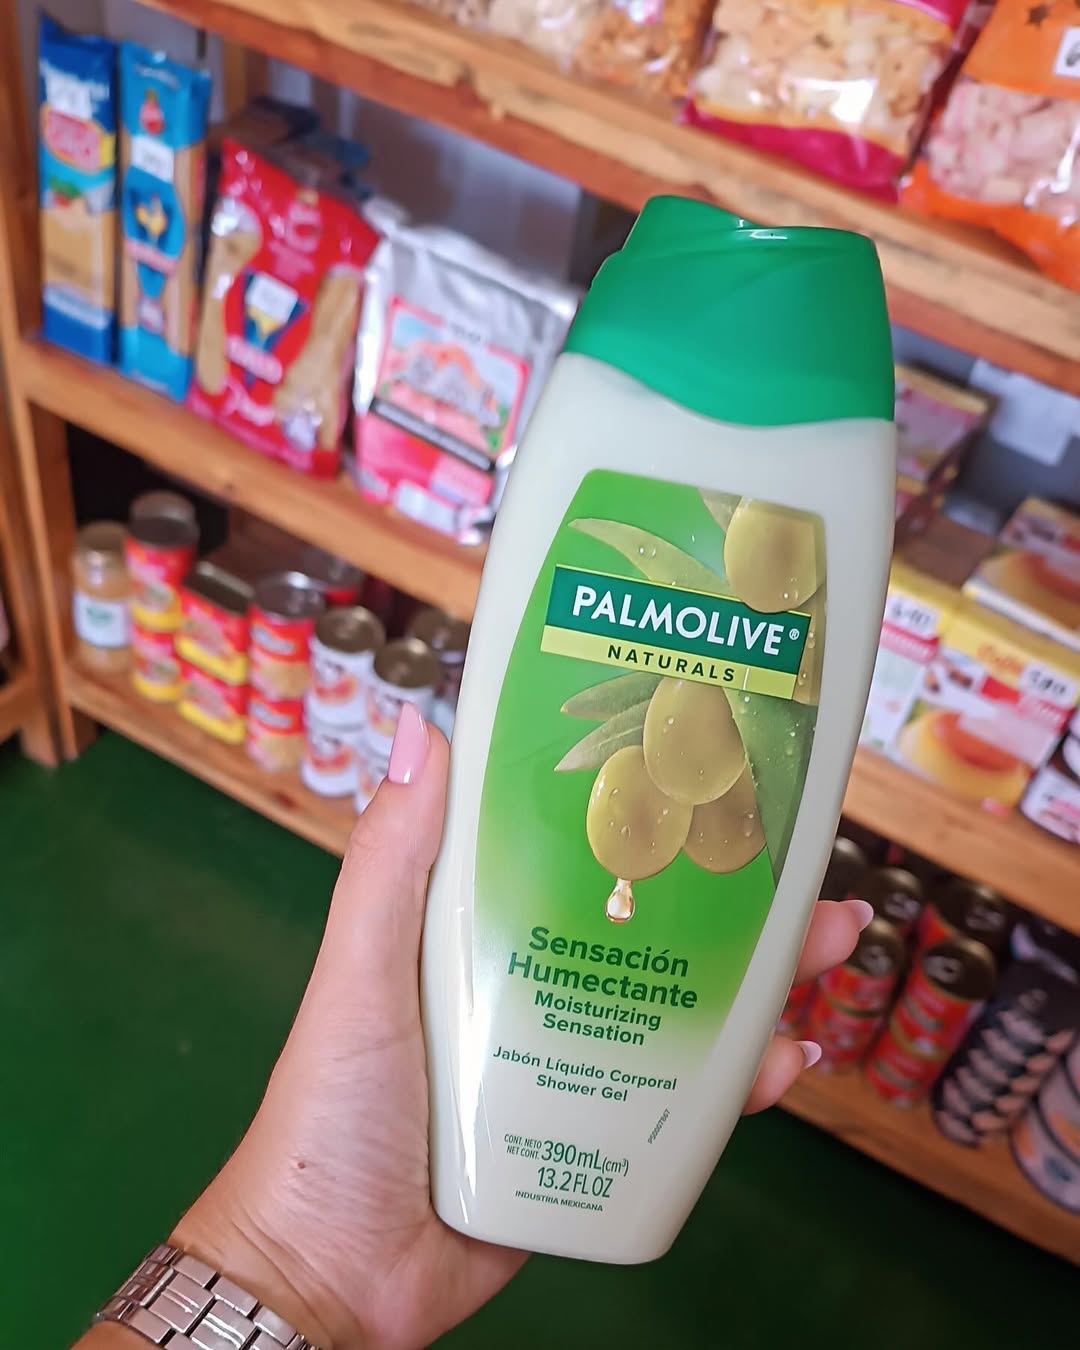 PALMOLIVE®
NATURALS
Sensación
Humectante
Moisturizing
Sensation
Jabón Líquido Corporal
Shower Gel
CONT. NETO
NET CONT. 390mL(cm³)
13.2 FL OZ
INDUSTRIA MEXICANA